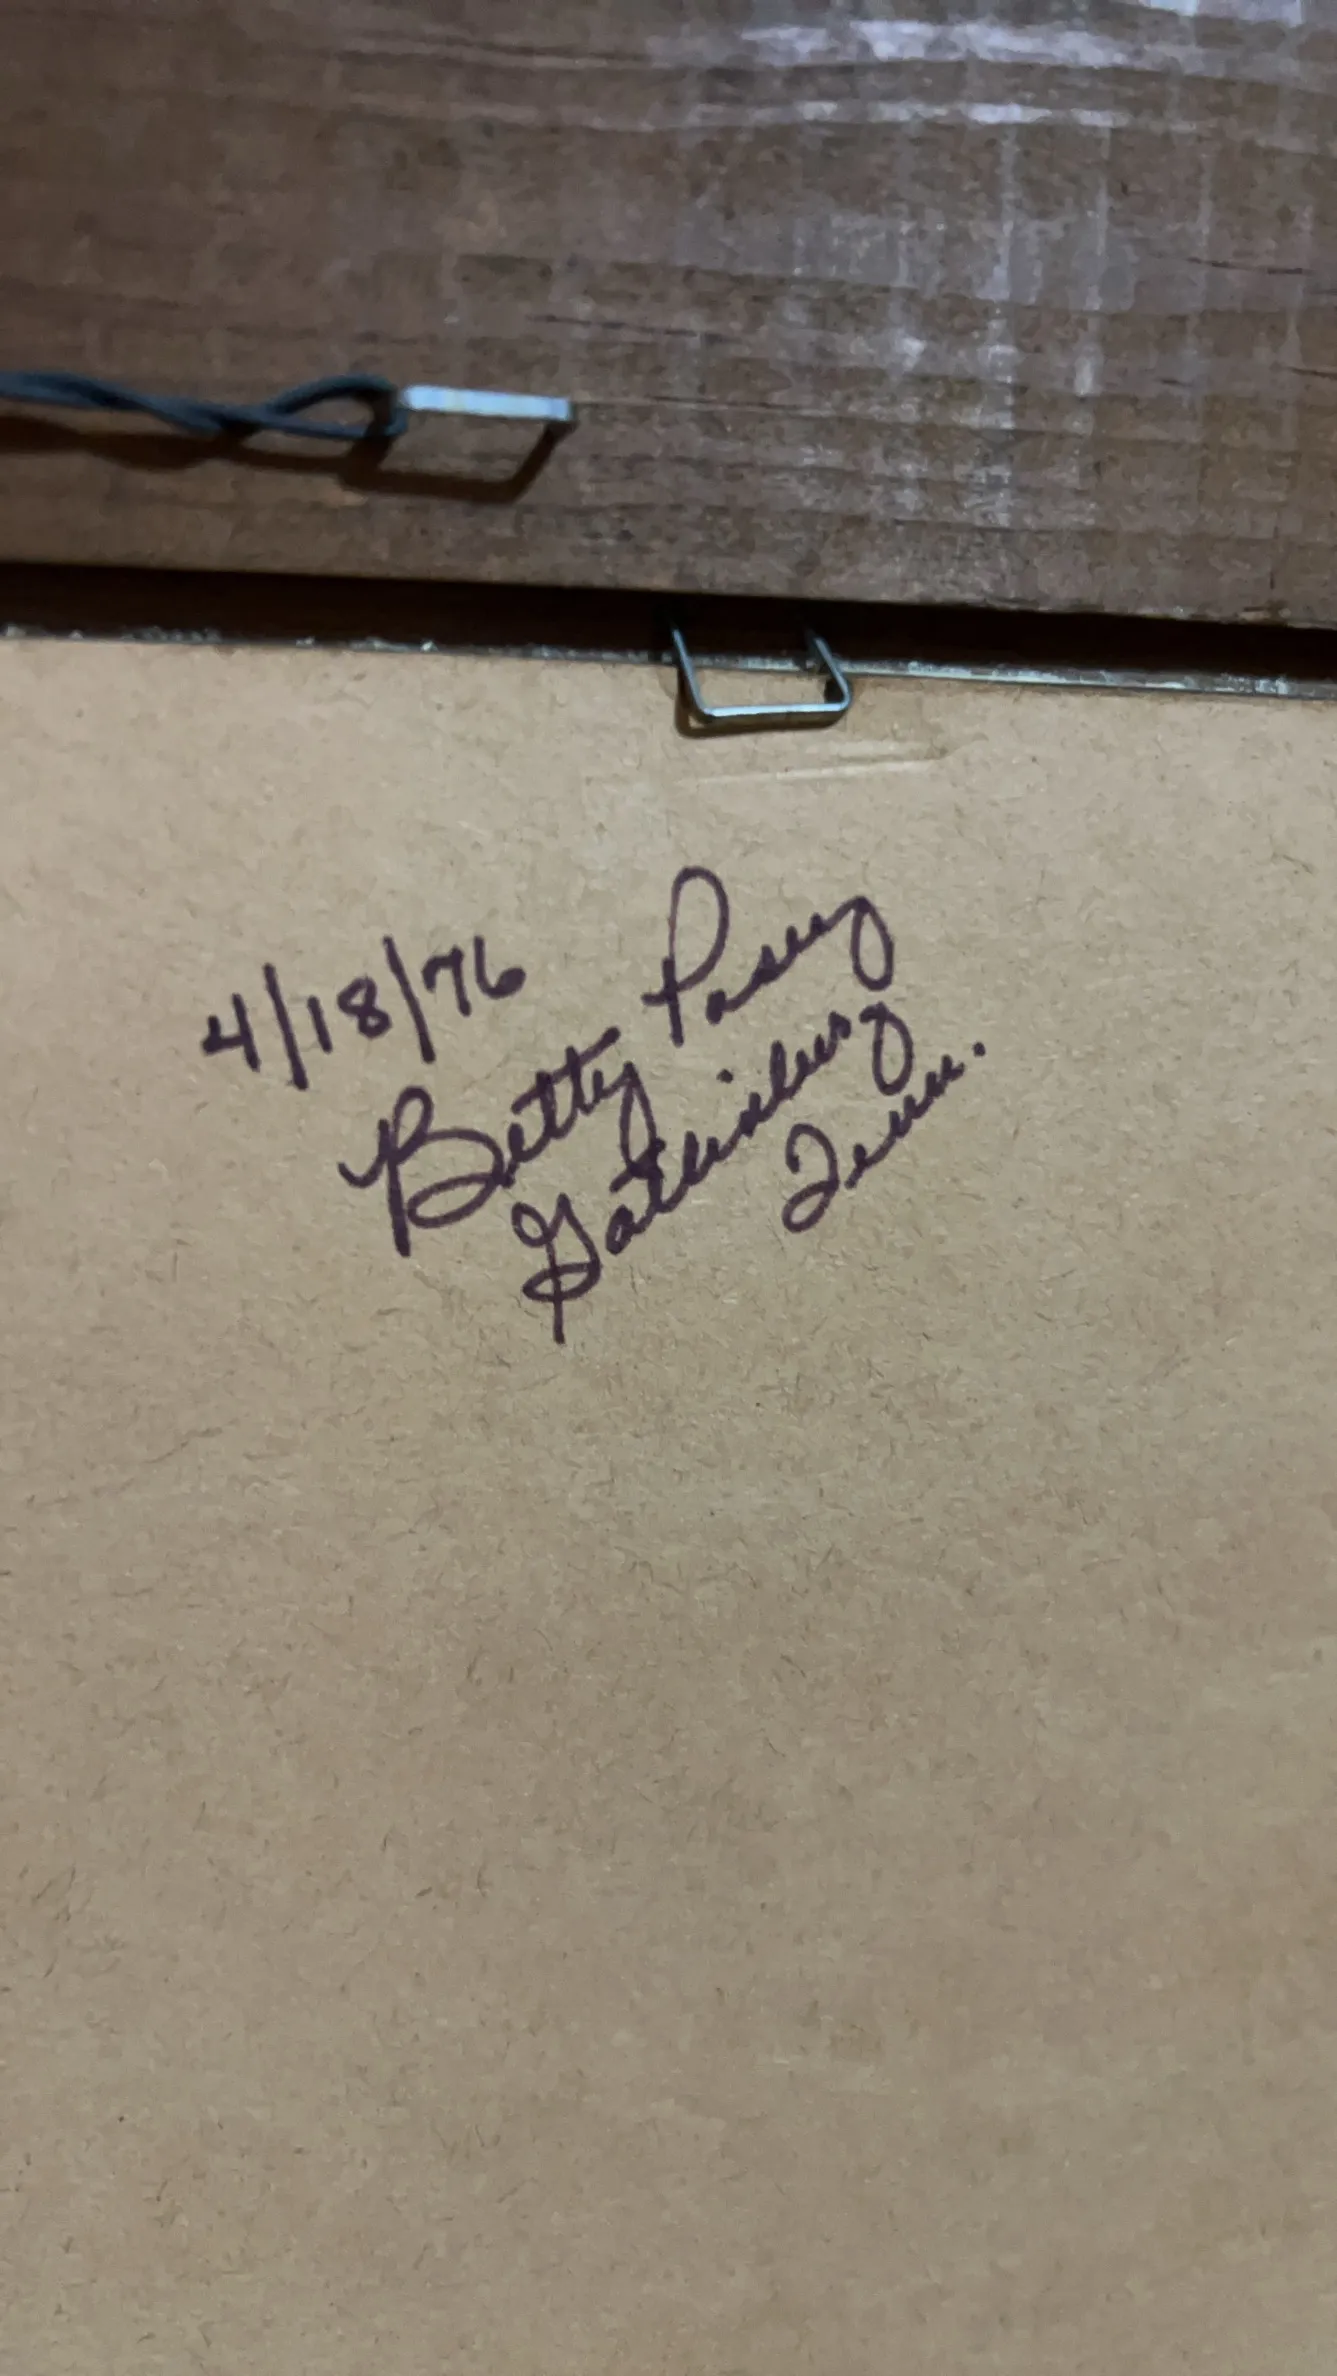 4/18/76
Betty Posey
Gatlinburg
Tenn.